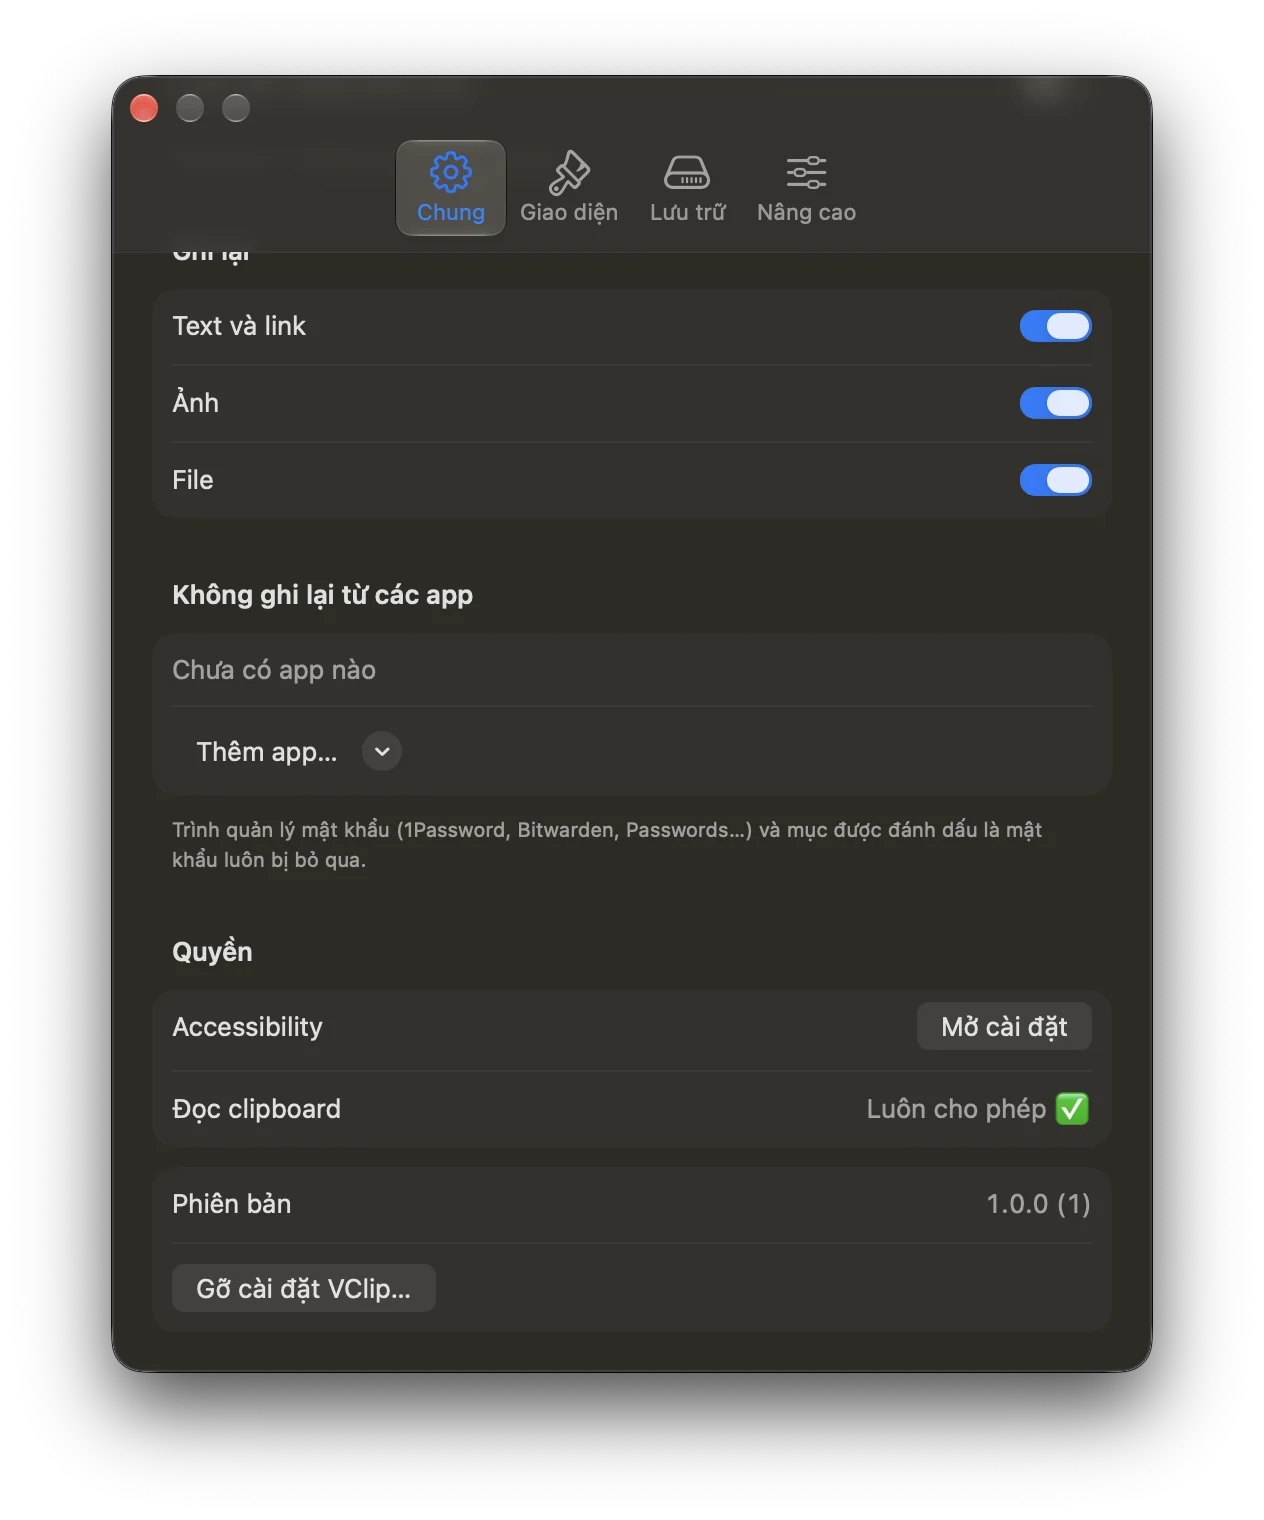 Chung
Giao diện
Lưu trữ
Nâng cao
Ghi lại
Text và link
Ảnh
File
Không ghi lại từ các app
Chưa có app nào
Thêm app...
Trình quản lý mật khẩu (1Password, Bitwarden, Passwords...) và mục được đánh dấu là mật
khẩu luôn bị bỏ qua.
Quyền
Accessibility
Mở cài đặt
Đọc clipboard
Luôn cho phép ✅
Phiên bản
1.0.0 (1)
Gỡ cài đặt VClip...